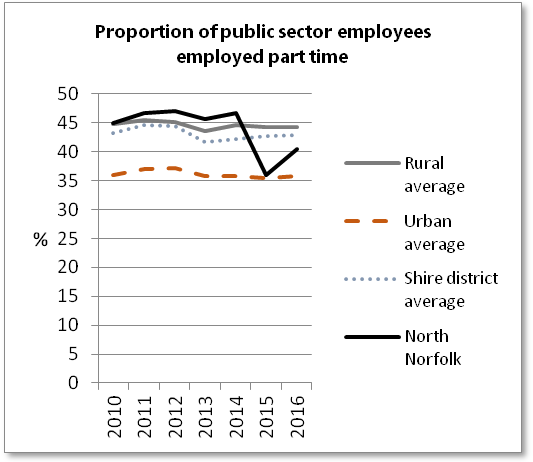 Proportion of public sector employees
employed part time
50
45
40
35
30
25
20
15
10
5
0
%
2010
2011
2012
2013
2014
2015
2016
Rural
average
Urban
average
Shire district
average
North
Norfolk